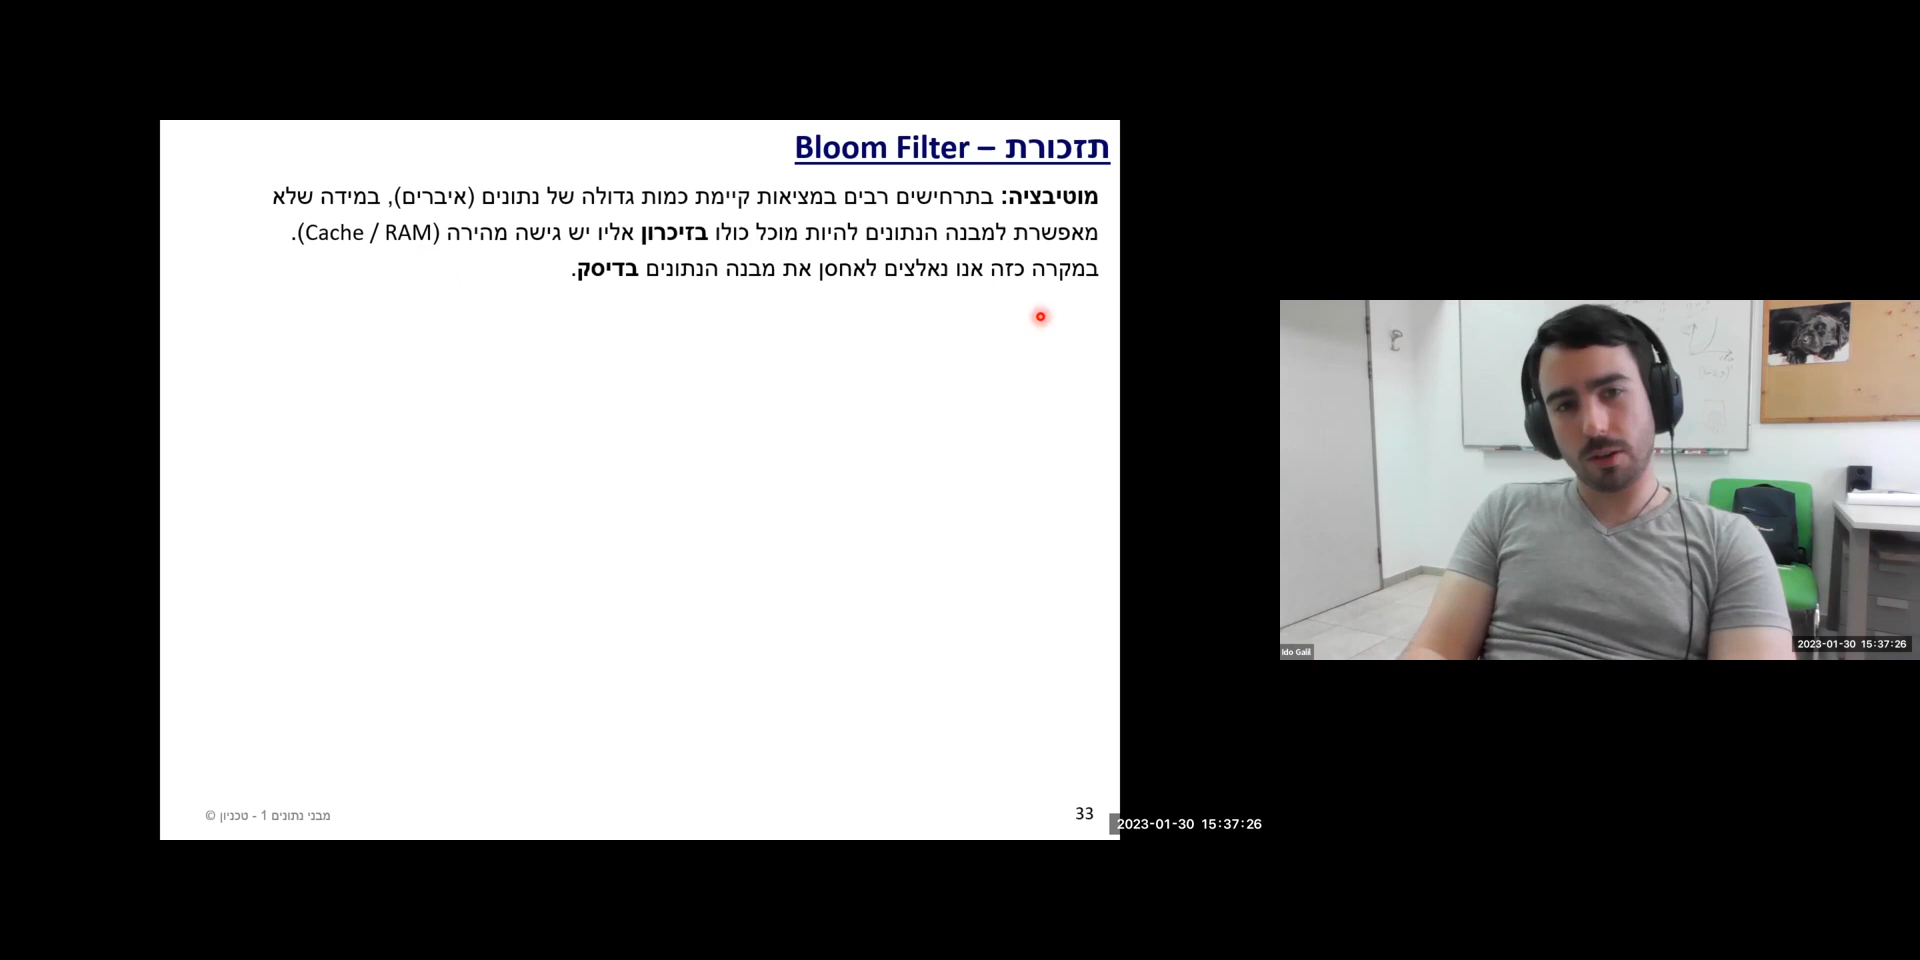 תזכורת – Bloom Filter
מוטיבציה: בתרחישים רבים במציאות קיימת כמות גדולה של נתונים (איברים), במידה שלא
מאפשרת למבנה הנתונים להיות מוכל כולו בזיכרון אליו יש גישה מהירה (Cache / RAM).
במקרה כזה אנו נאלצים לאחסן את מבנה הנתונים בדיסק.
מבני נתונים 1 - טכניון ©
33
2023-01-30 15:37:26
Ido Galil
2023-01-30 15:37:26